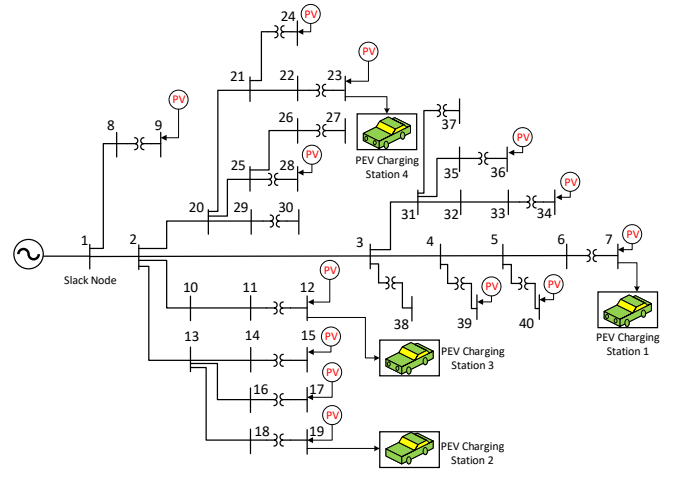 24
PV
21
22
23
PV
PEV Charging
Station 4
8
9
PV
26
27
25
28
PV
37
35
36
PV
20
29
30
31
32
33
34
PV
1
2
3
4
5
6
7
PV
Slack Node
10
11
12
PV
38
39
PV
40
PV
PEV Charging
Station 1
13
14
15
PV
PEV Charging
Station 3
16
17
PV
18
19
PV
PEV Charging
Station 2